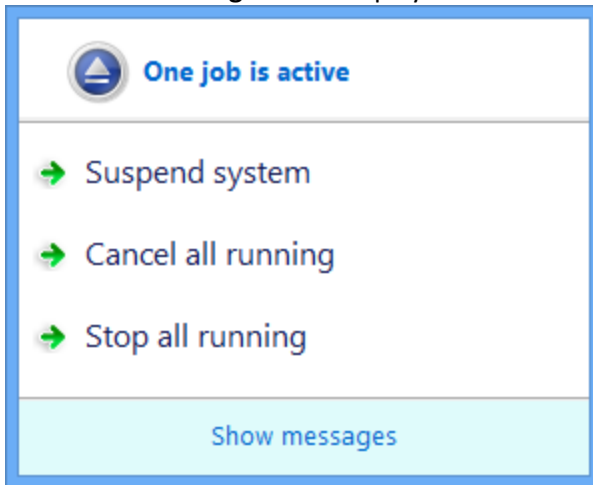 One job is active
Suspend system
Cancel all running
Stop all running
Show messages